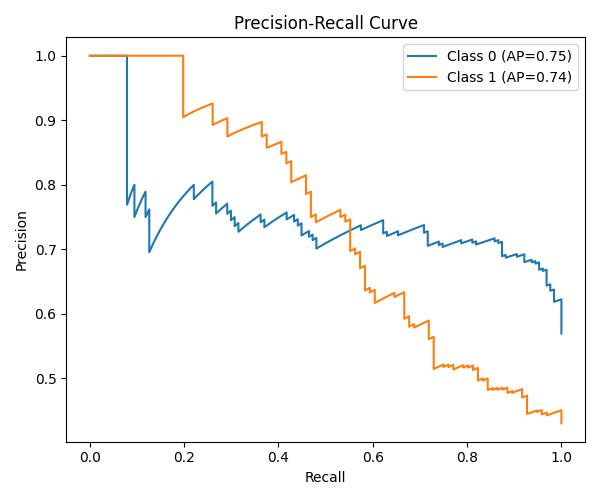 Precision-Recall Curve
Class 0 (AP=0.75)
Class 1 (AP=0.74)
1.0
0.9
0.8
0.7
0.6
0.5
Precision
0.0 0.2 0.4 0.6 0.8 1.0
Recall